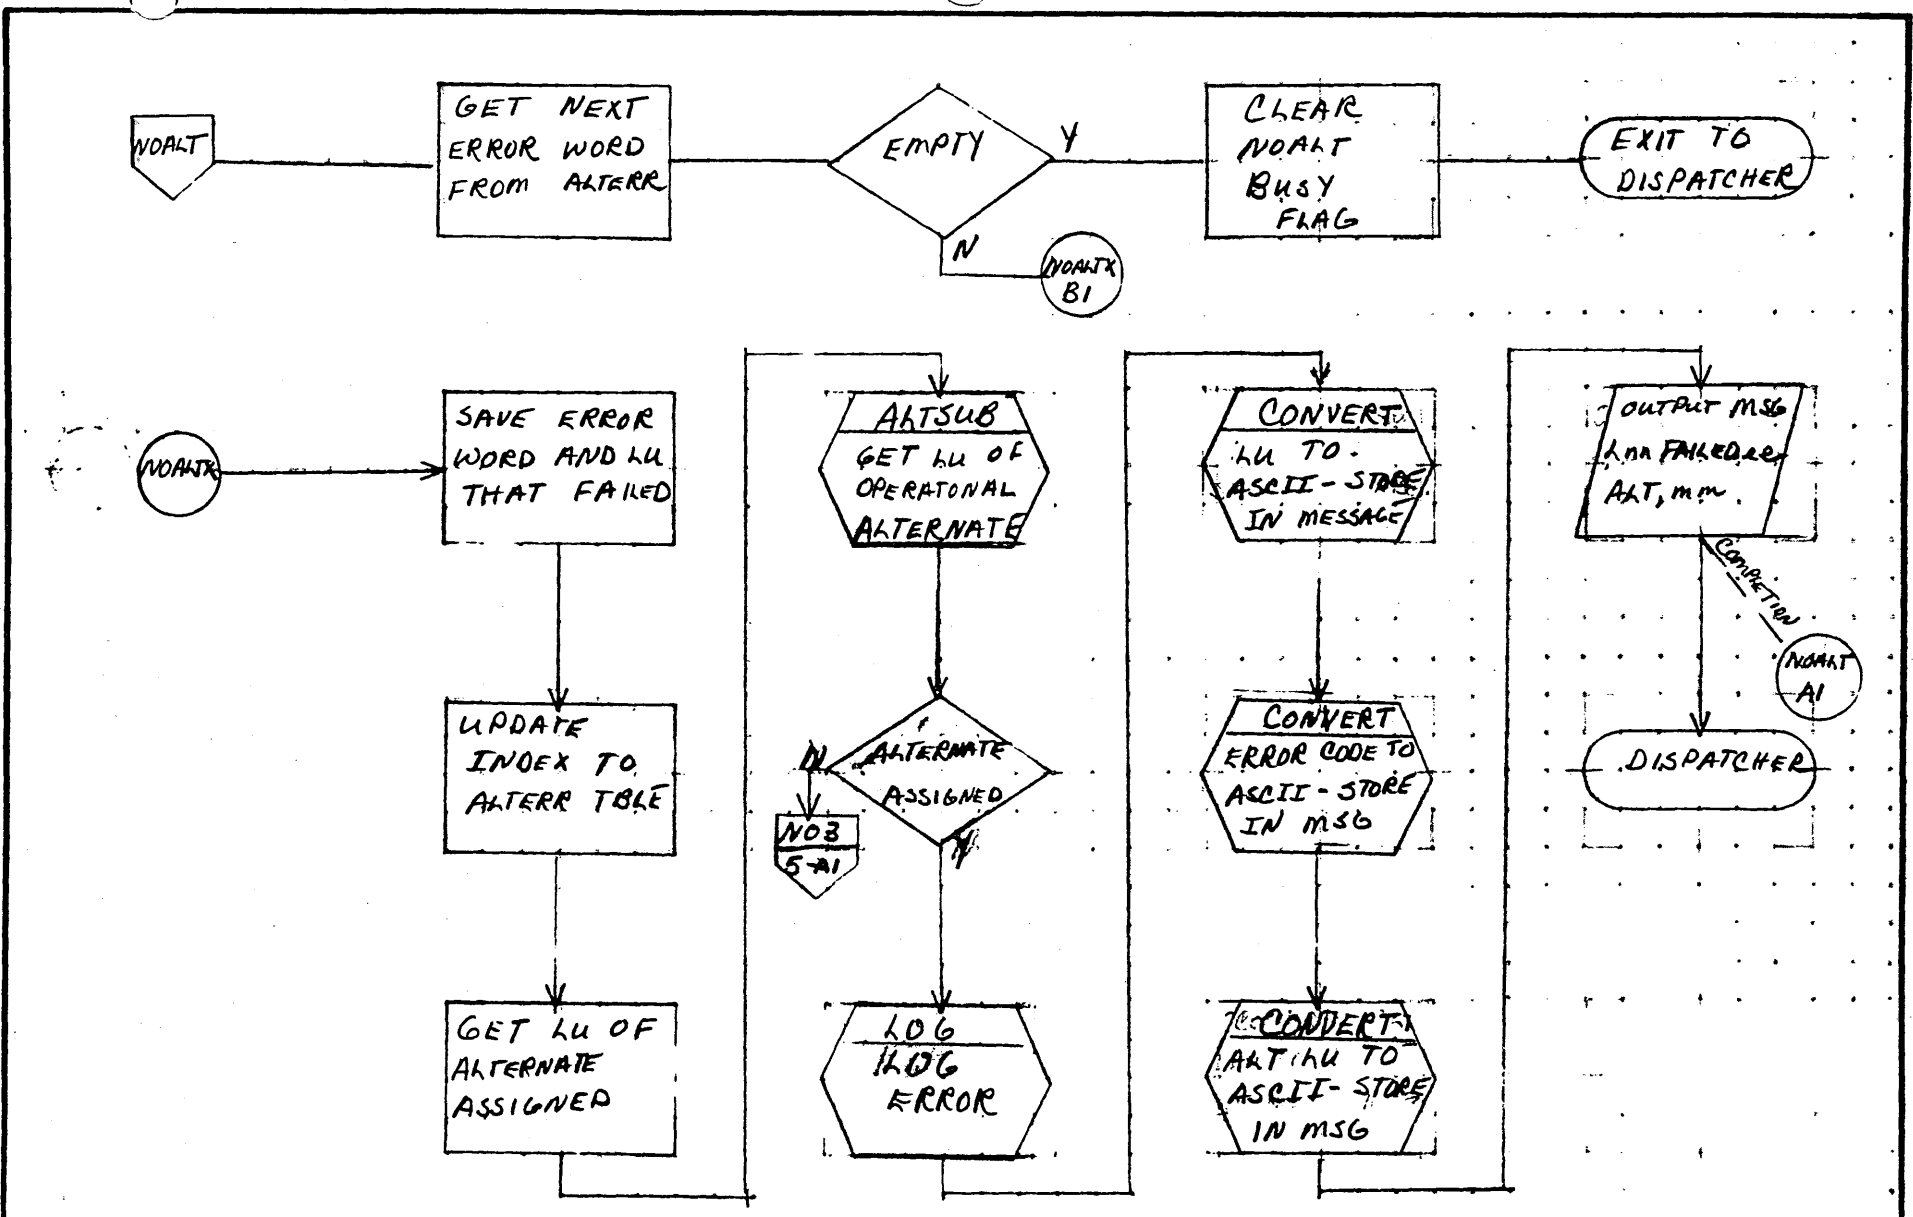 NOALT
GET NEXT
ERROR WORD
FROM ALTERR
EMPTY
Y
N
NOALTX
B1
CLEAR
NOALT
BUSY
FLAG
EXIT TO
DISPATCHER
NOALTX
SAVE ERROR
WORD AND LU
THAT FAILED
UPDATE
INDEX TO
ALTERR TBLE
GET LU OF
ALTERNATE
ASSIGNED
ALTSUB
GET LU OF
OPERATONAL
ALTERNATE
ALTERNATE
ASSIGNED
N
NO3
5-A1
Y
LOG
LOG
ERROR
CONVERT
LU TO
ASCII-STORE
IN MESSAGE
CONVERT
ERROR CODE TO
ASCII-STORE
IN MSG
CONVERT
ALT LU TO
ASCII-STORE
IN MSG
OUTPUT MSG
Lnn FAILED ee
ALT, mm
COMPLETION
NOALT
A1
DISPATCHER